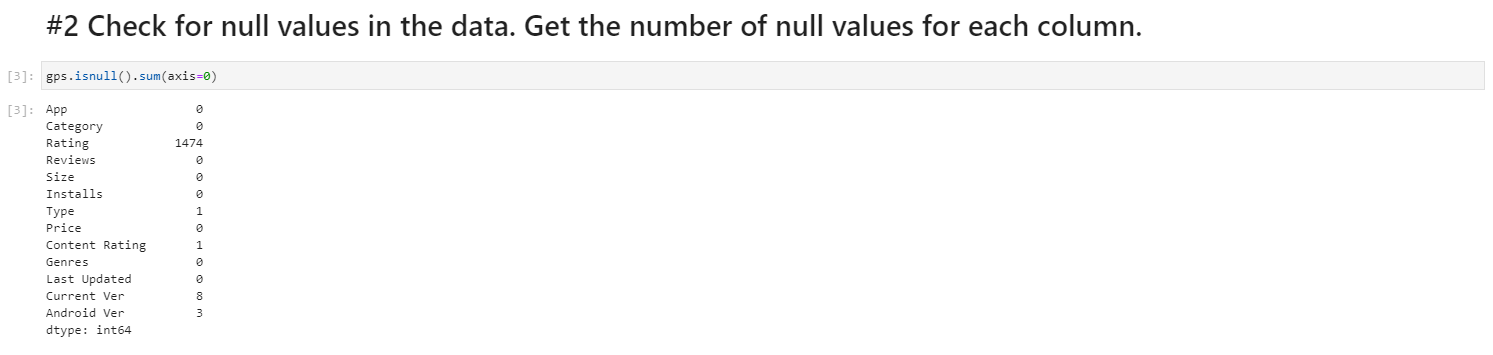 #2 Check for null values in the data. Get the number of null values for each column.
[3]: gps.isnull().sum(axis=0)
[3]: App 0
Category 0
Rating 1474
Reviews 0
Size 0
Installs 0
Type 1
Price 0
Content Rating 1
Genres 0
Last Updated 0
Current Ver 8
Android Ver 3
dtype: int64